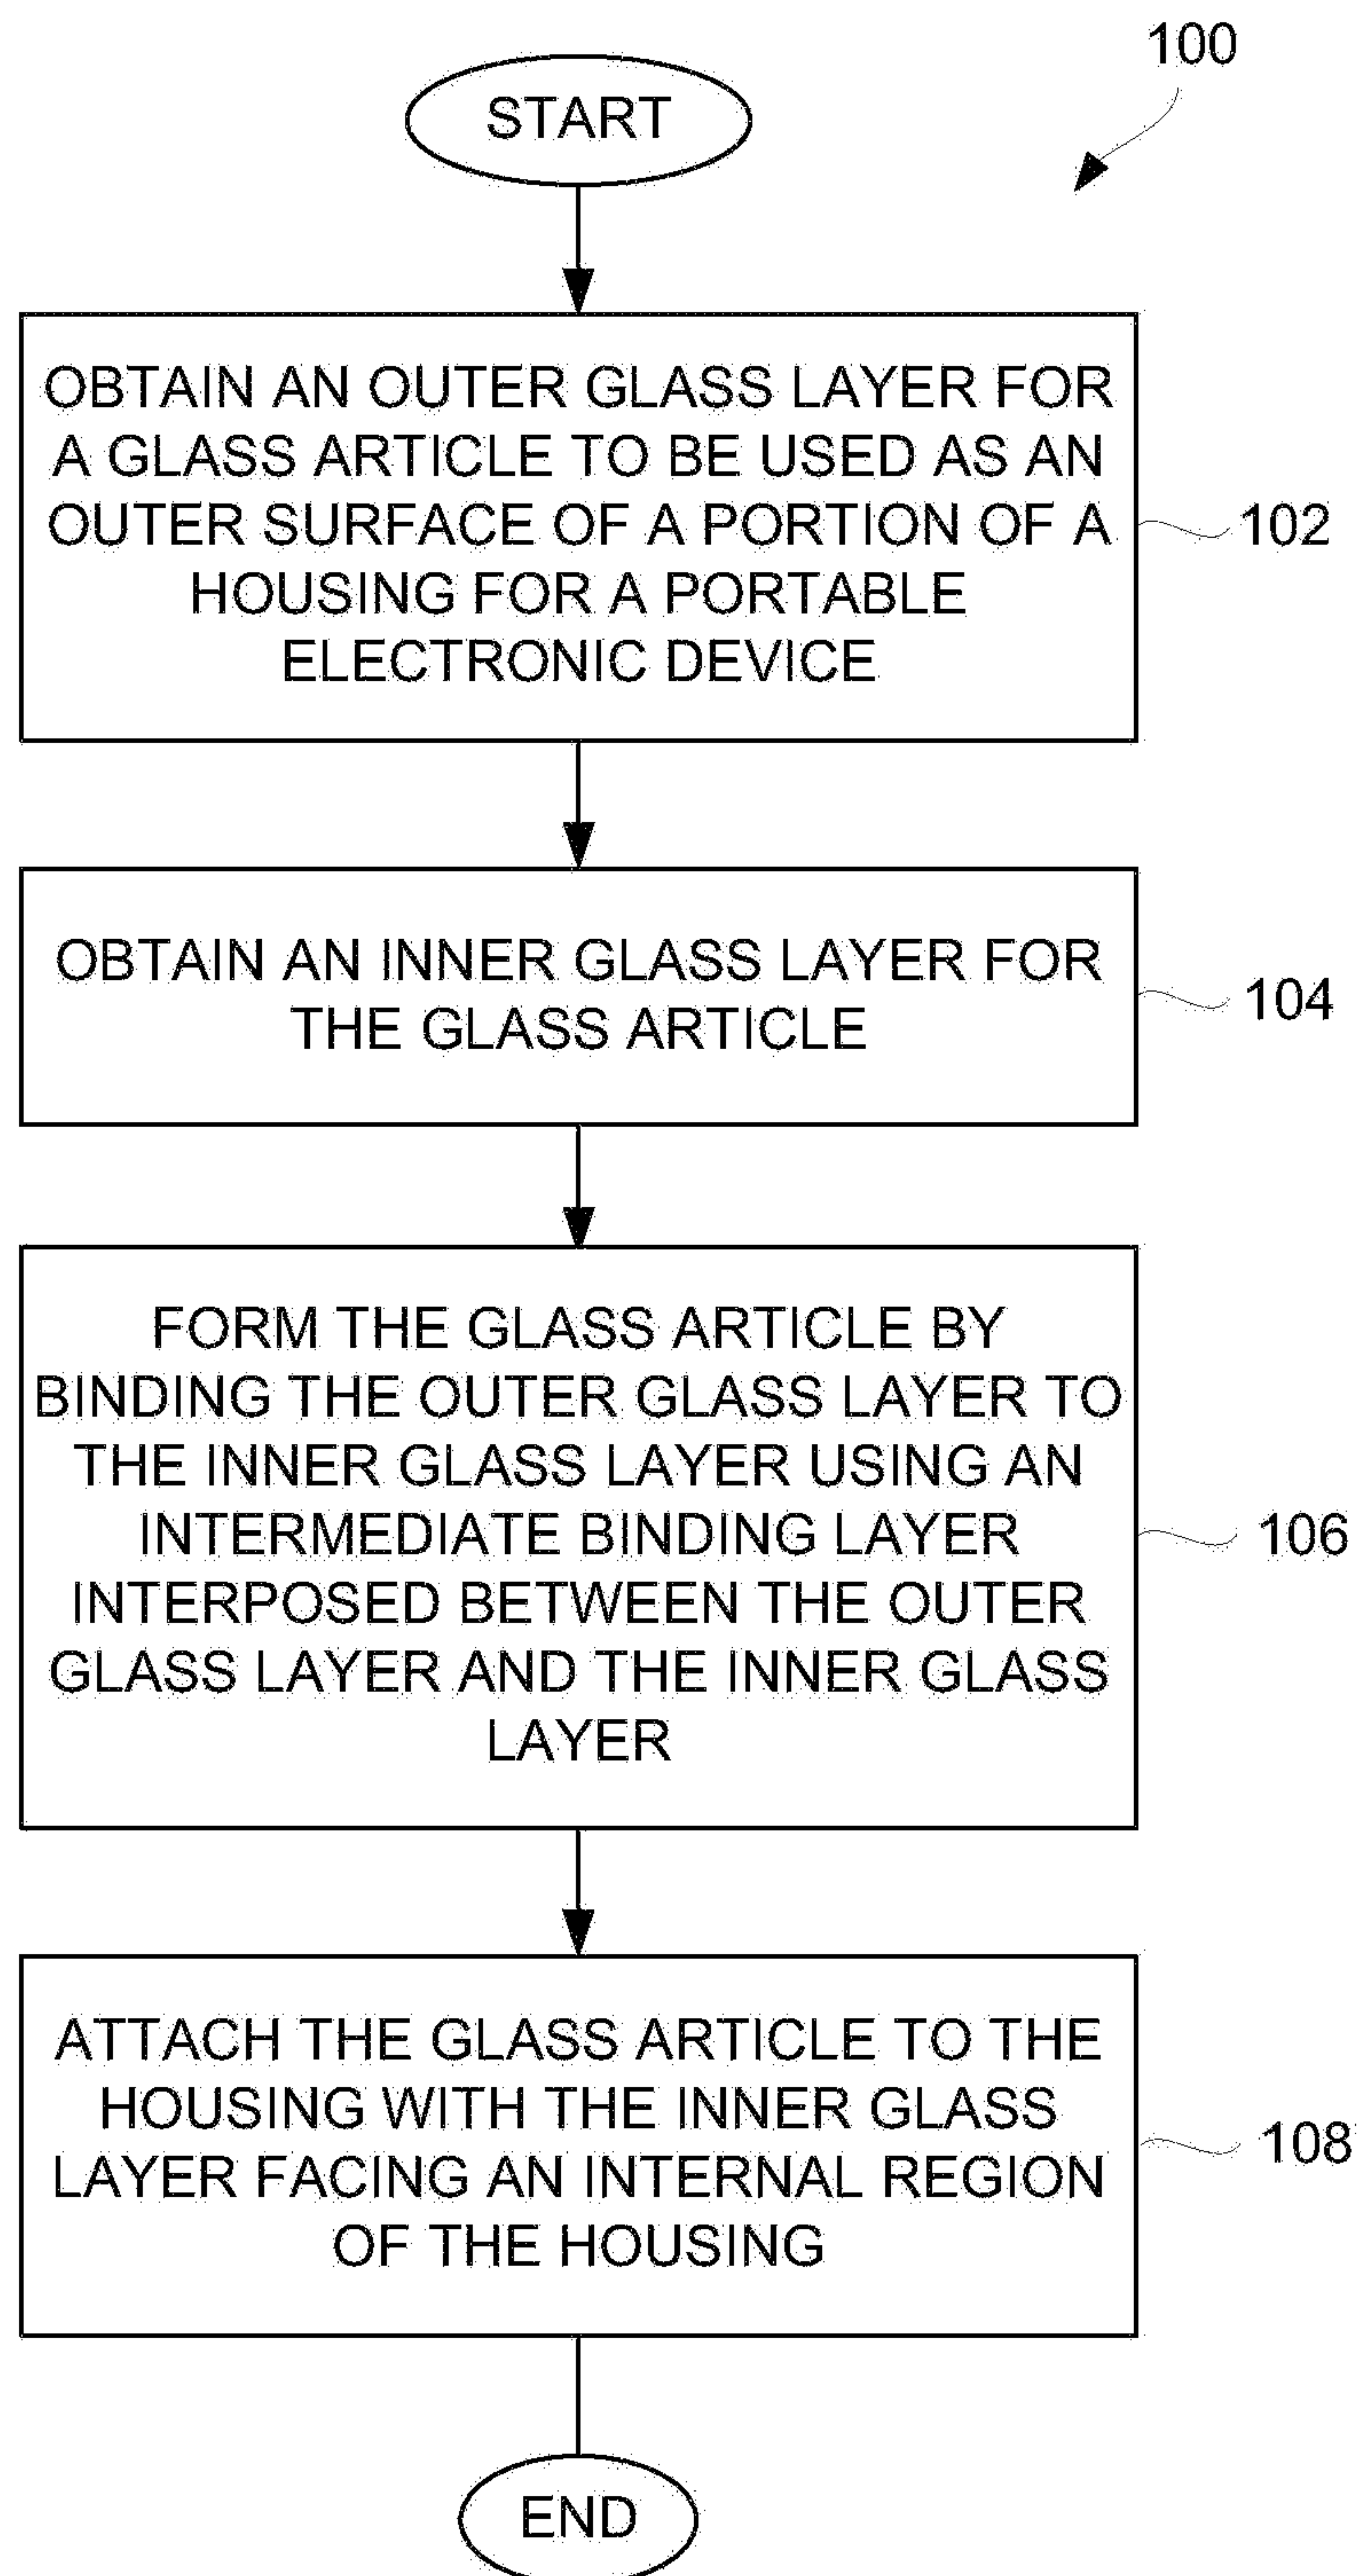 100
START
OBTAIN AN OUTER GLASS LAYER FOR
A GLASS ARTICLE TO BE USED AS AN
OUTER SURFACE OF A PORTION OF A
HOUSING FOR A PORTABLE
ELECTRONIC DEVICE
102
OBTAIN AN INNER GLASS LAYER FOR
THE GLASS ARTICLE
104
FORM THE GLASS ARTICLE BY
BINDING THE OUTER GLASS LAYER TO
THE INNER GLASS LAYER USING AN
INTERMEDIATE BINDING LAYER
INTERPOSED BETWEEN THE OUTER
GLASS LAYER AND THE INNER GLASS
LAYER
106
ATTACH THE GLASS ARTICLE TO THE
HOUSING WITH THE INNER GLASS
LAYER FACING AN INTERNAL REGION
OF THE HOUSING
108
END